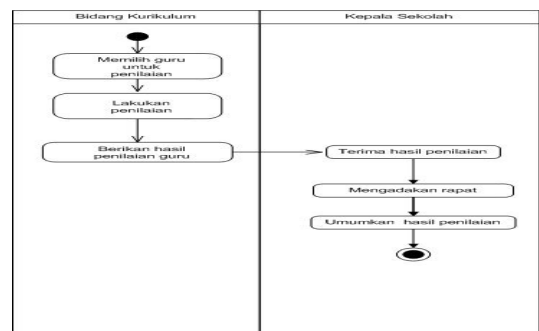 Bidang Kurikulum
Kepala Sekolah
Memilih guru
untuk
penilaian
Lakukan
penilaian
Berikan hasil
penilaian guru
Terima hasil penilaian
Mengadakan rapat
Umumkan hasil penilaian